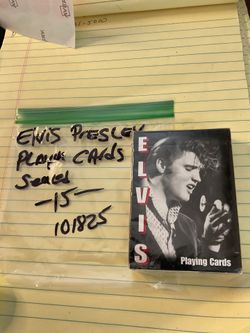 ELVIS PRESLEY
PLAYING CARDS
SEALED
-15-
101825
ELVIS
Playing Cards